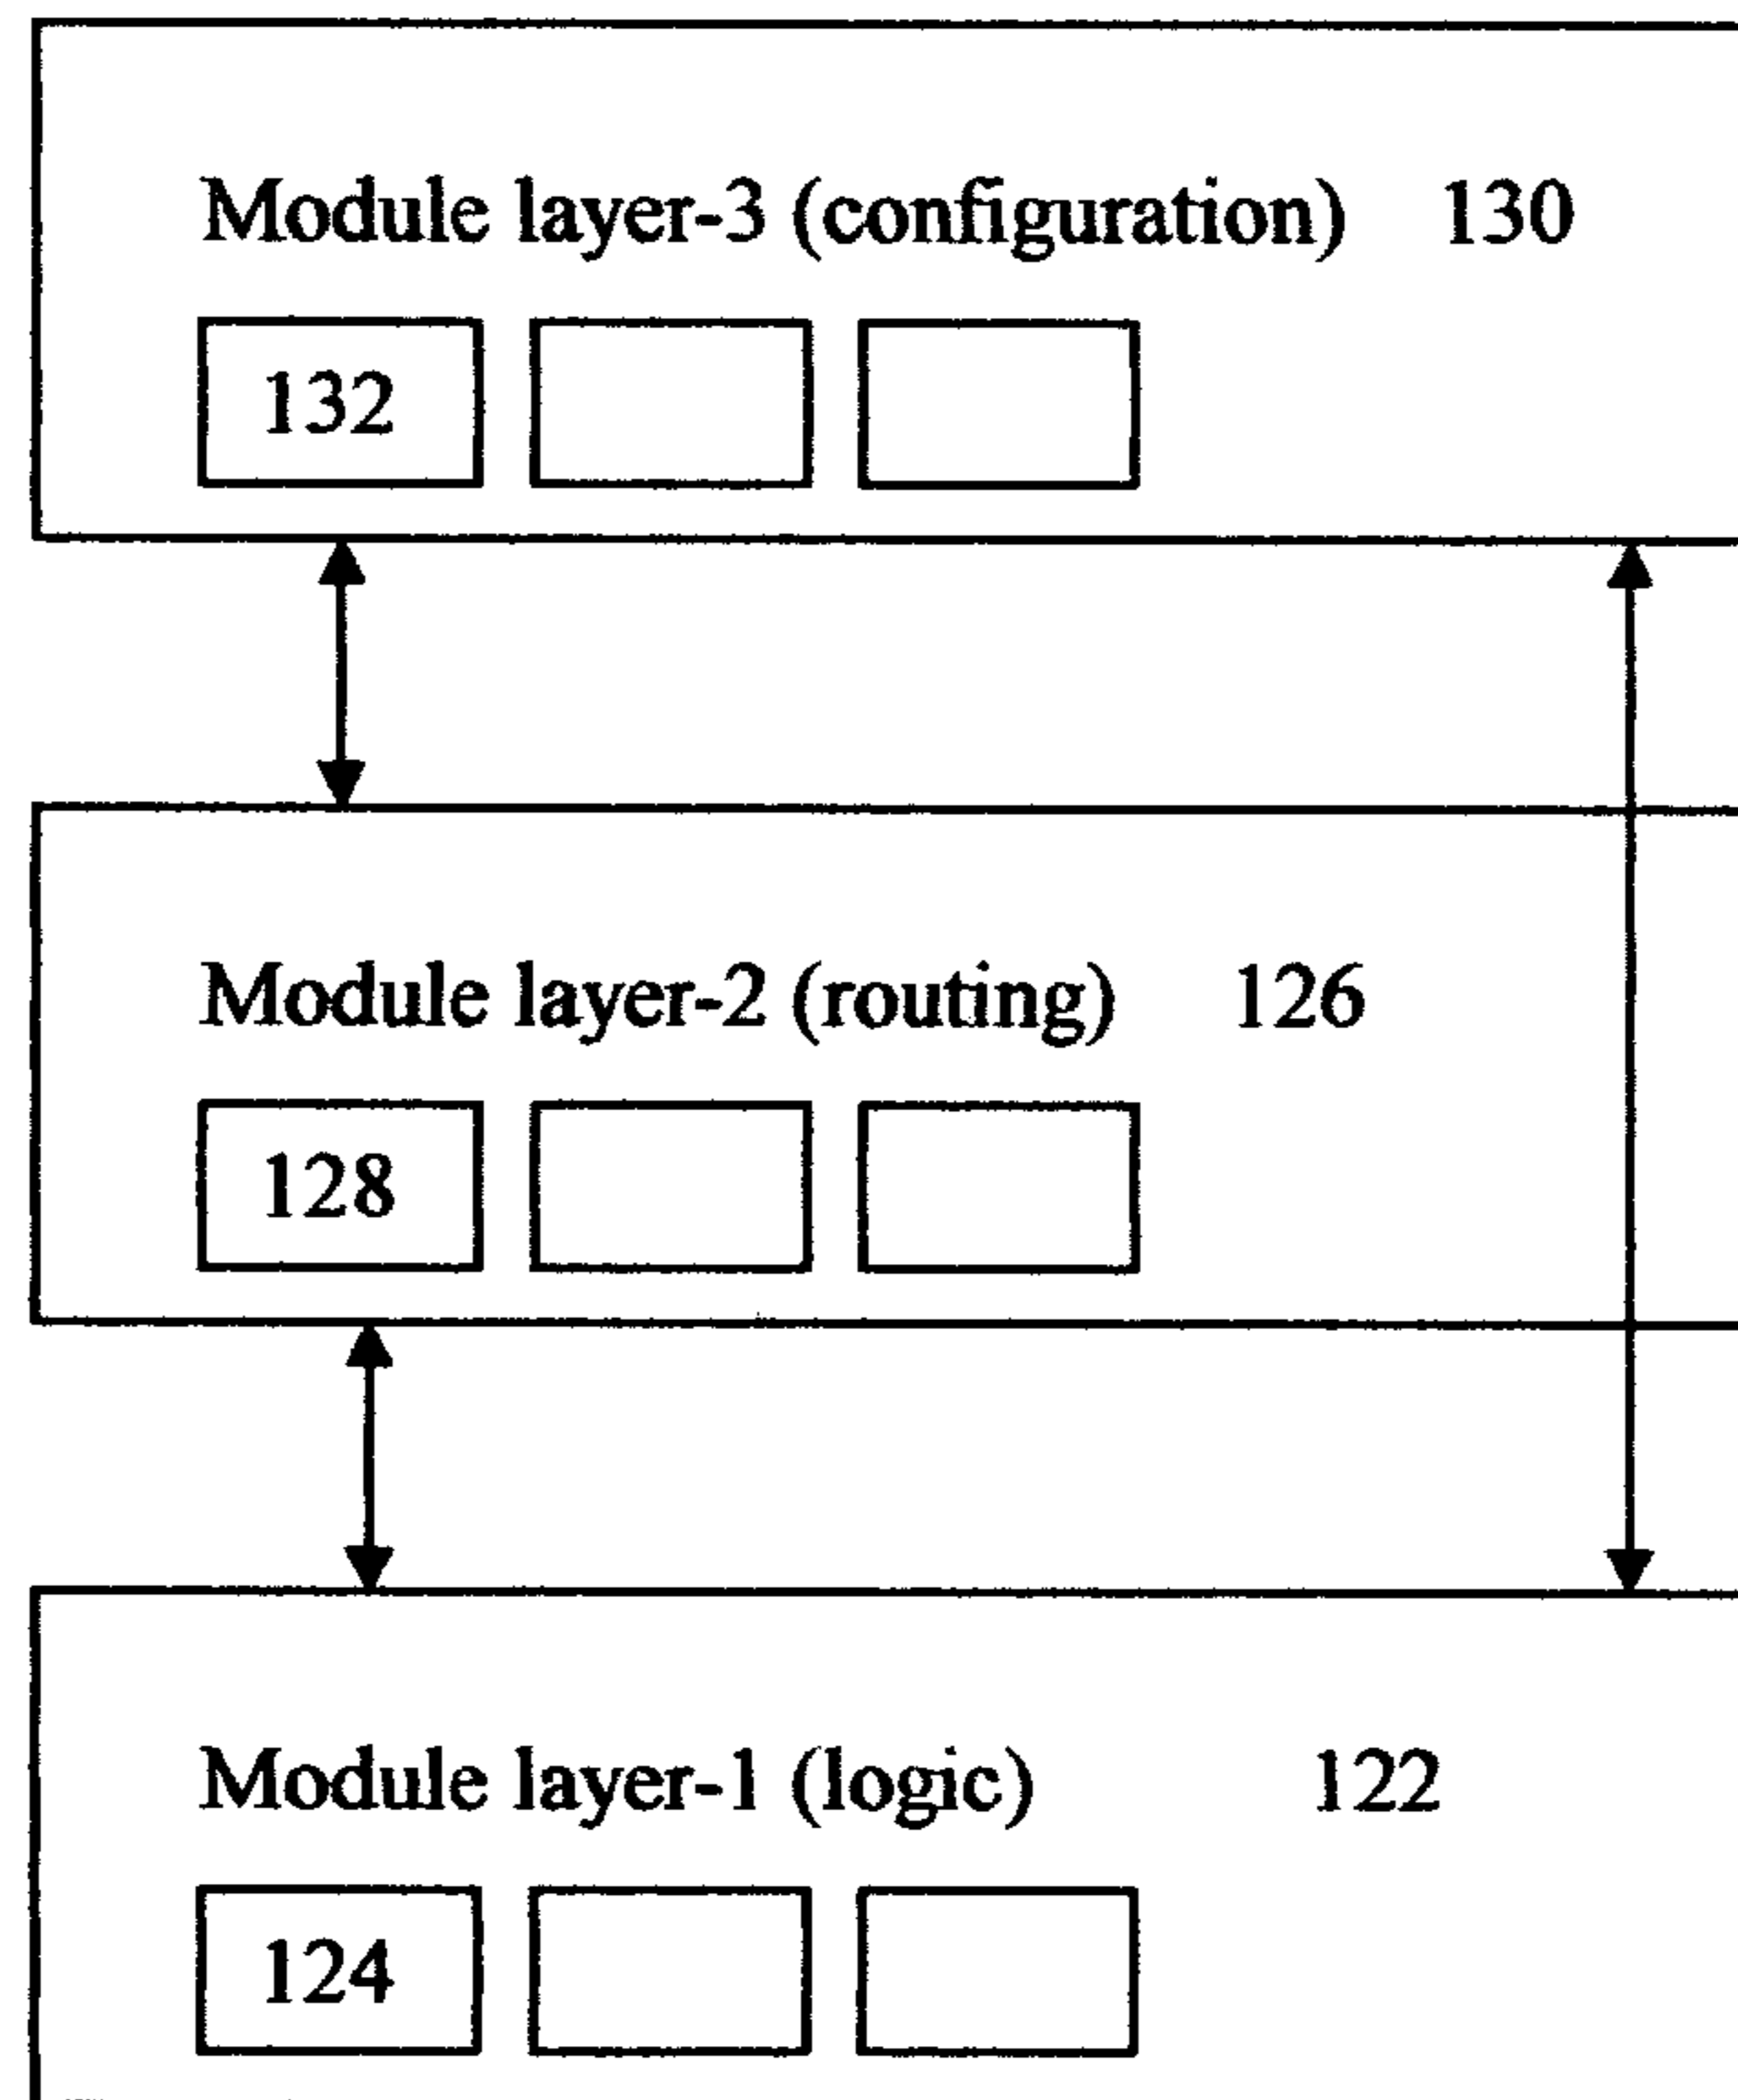 Module layer-3 (configuration) 130
132
Module layer-2 (routing) 126
128
Module layer-1 (logic) 122
124